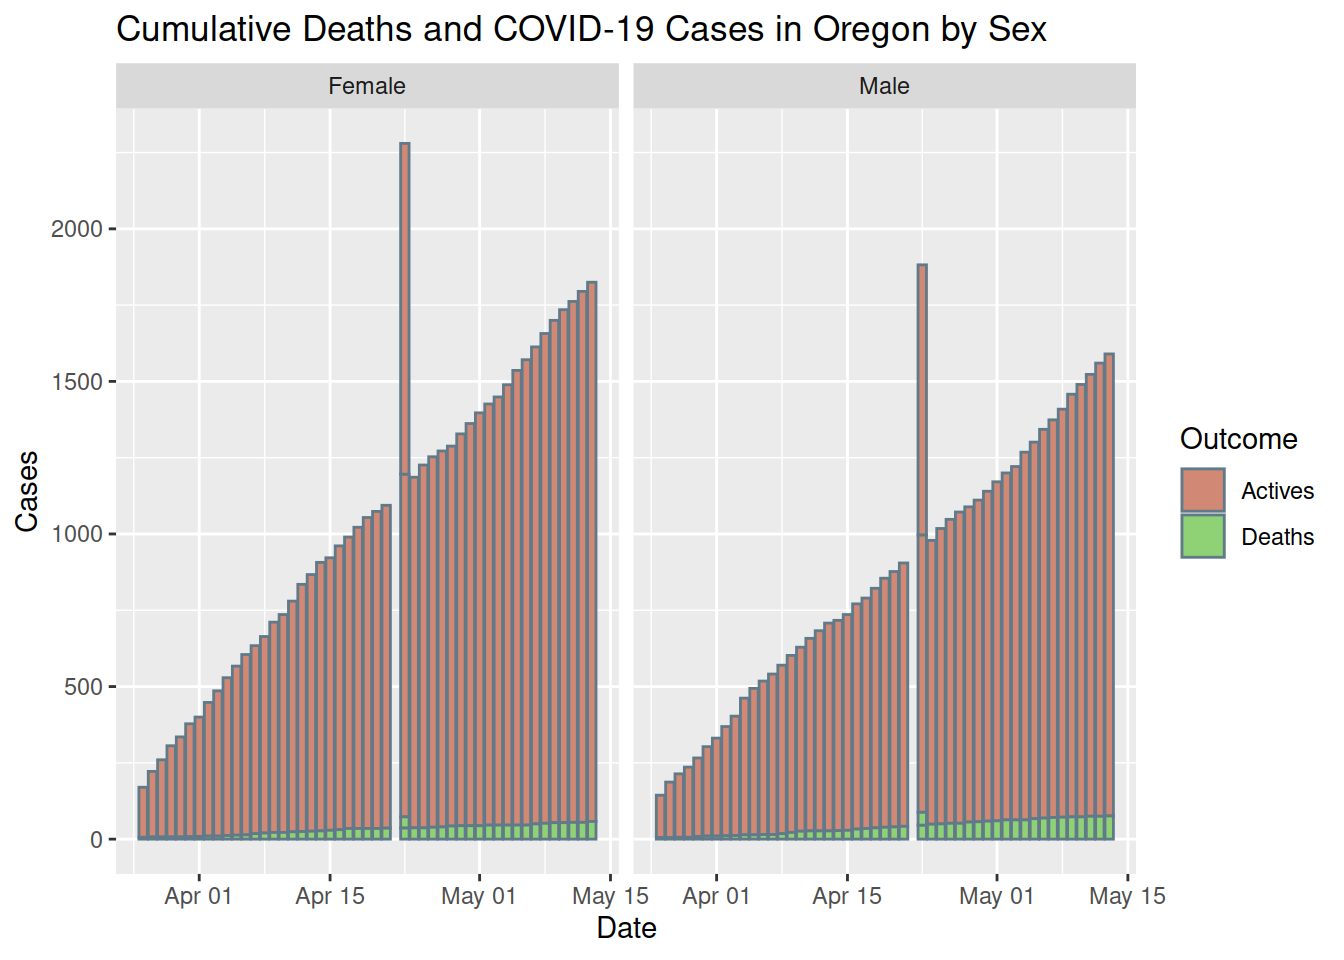 Cumulative Deaths and COVID-19 Cases in Oregon by Sex
Female
Male
Cases
2000
1500
1000
500
0
Apr 01
Apr 15
May 01
May 15
Apr 01
Apr 15
May 01
May 15
Date
Outcome
Actives
Deaths